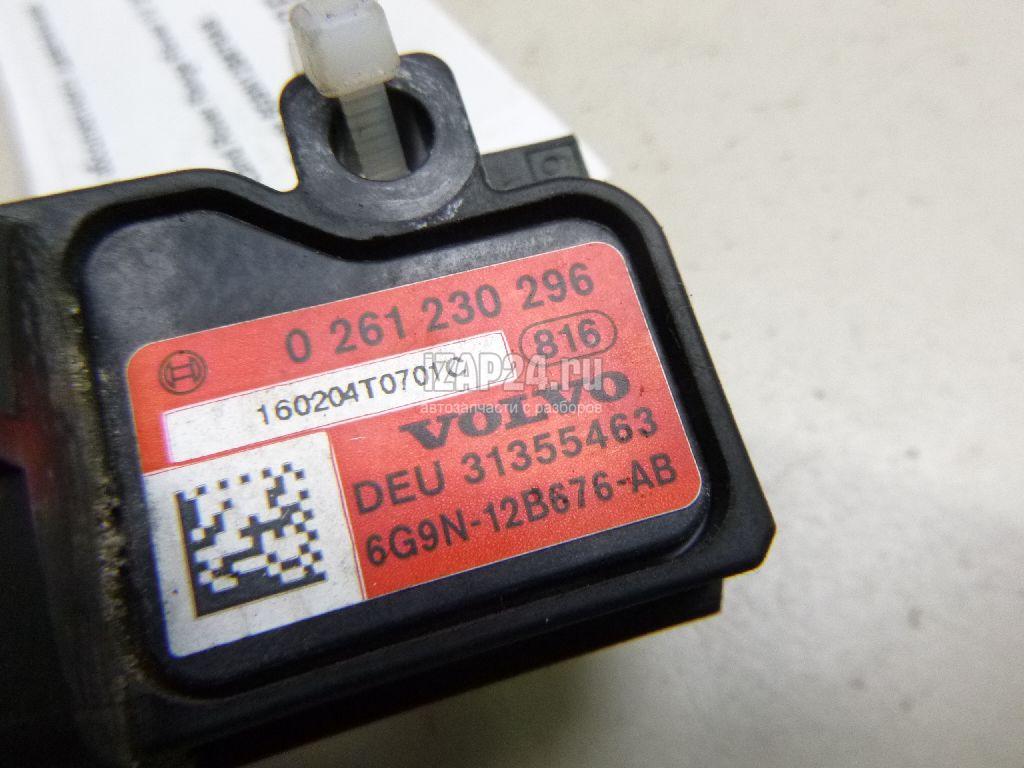 0 261 230 296
816
160204T0701C
iZAP24.ru
автозапчасти с разборов
VOLVO
DEU 31355463
6G9N-12B676-AB